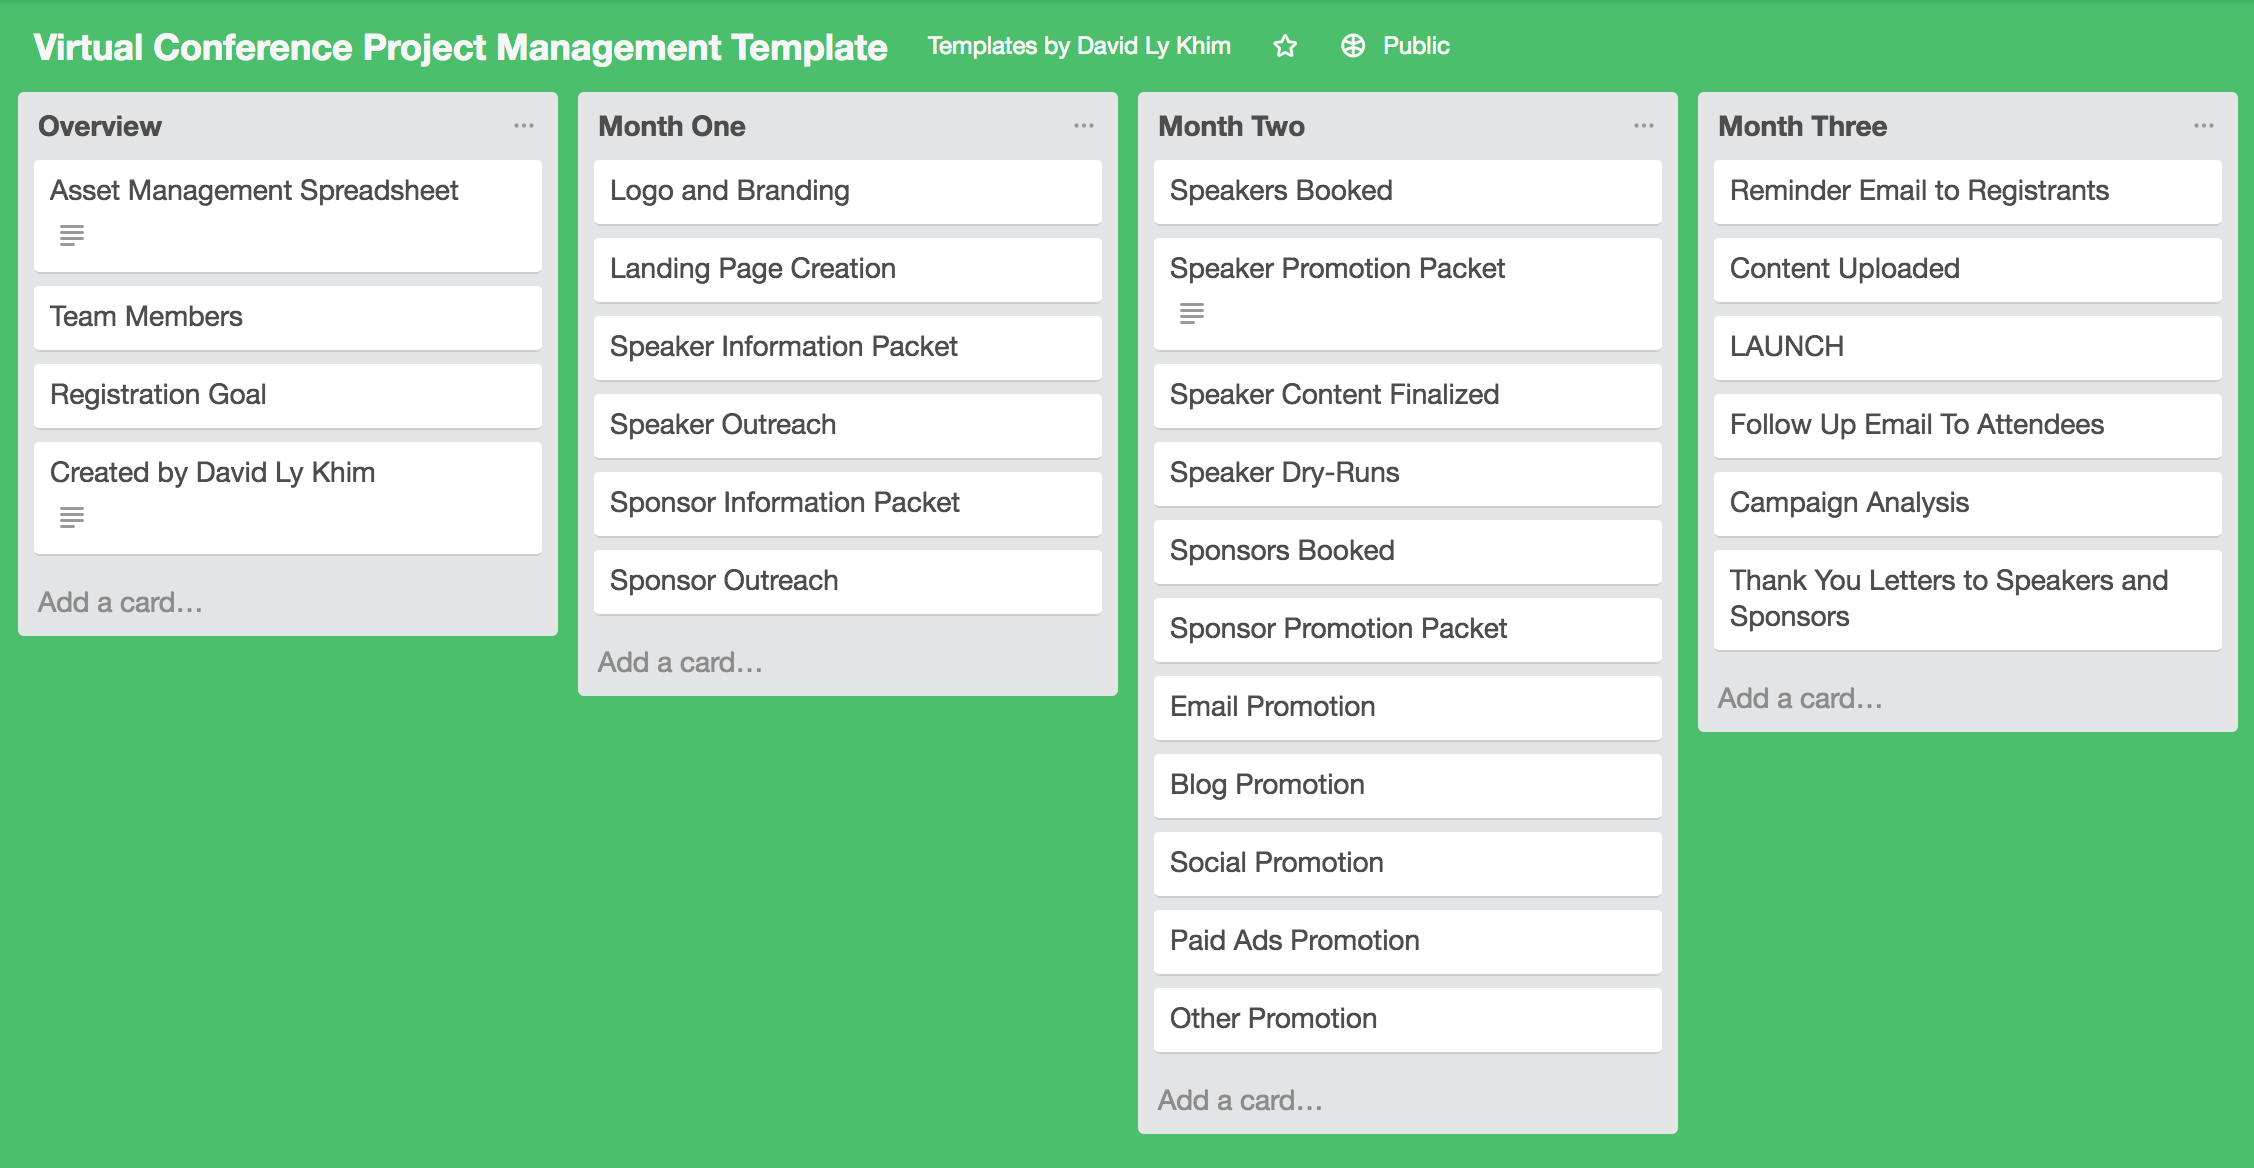 Virtual Conference Project Management Template
Templates by David Ly Khim
Public
Overview
Asset Management Spreadsheet
Team Members
Registration Goal
Created by David Ly Khim
Add a card...
Month One
Logo and Branding
Landing Page Creation
Speaker Information Packet
Speaker Outreach
Sponsor Information Packet
Sponsor Outreach
Add a card...
Month Two
Speakers Booked
Speaker Promotion Packet
Speaker Content Finalized
Speaker Dry-Runs
Sponsors Booked
Sponsor Promotion Packet
Email Promotion
Blog Promotion
Social Promotion
Paid Ads Promotion
Other Promotion
Add a card...
Month Three
Reminder Email to Registrants
Content Uploaded
LAUNCH
Follow Up Email To Attendees
Campaign Analysis
Thank You Letters to Speakers and
Sponsors
Add a card...